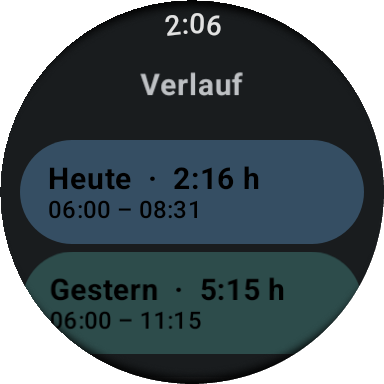 2:06
Verlauf
Heute · 2:16 h
06:00 – 08:31
Gestern · 5:15 h
06:00 – 11:15